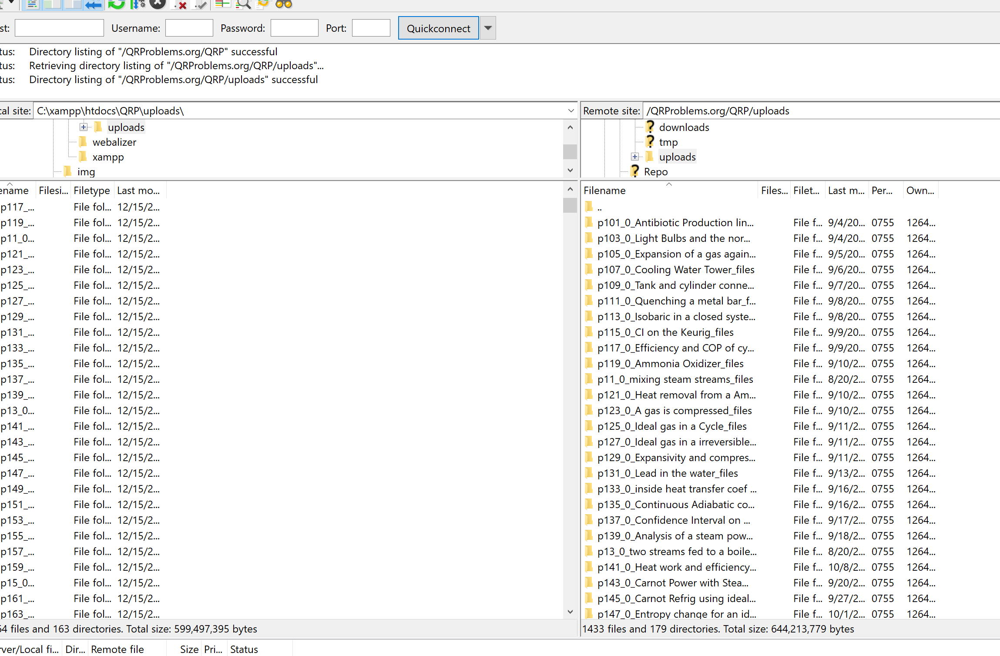 st: Username: Password: Port: Quickconnect
tus: Directory listing of "/QRProblems.org/QRP" successful
tus: Retrieving directory listing of "/QRProblems.org/QRP/uploads"...
tus: Directory listing of "/QRProblems.org/QRP/uploads" successful
cal site: C:\xampp\htdocs\QRP\uploads\
uploads
webalizer
xampp
img
ename Filesi... Filetype Last mo...
p117_... File fol... 12/15/2...
p119_... File fol... 12/15/2...
p11_0... File fol... 12/15/2...
p121_... File fol... 12/15/2...
p123_... File fol... 12/15/2...
p125_... File fol... 12/15/2...
p127_... File fol... 12/15/2...
p129_... File fol... 12/15/2...
p131_... File fol... 12/15/2...
p133_... File fol... 12/15/2...
p135_... File fol... 12/15/2...
p137_... File fol... 12/15/2...
p139_... File fol... 12/15/2...
p13_0... File fol... 12/15/2...
p141_... File fol... 12/15/2...
p143_... File fol... 12/15/2...
p145_... File fol... 12/15/2...
p147_... File fol... 12/15/2...
p149_... File fol... 12/15/2...
p151_... File fol... 12/15/2...
p153_... File fol... 12/15/2...
p155_... File fol... 12/15/2...
p157_... File fol... 12/15/2...
p159_... File fol... 12/15/2...
p15_0... File fol... 12/15/2...
p161_... File fol... 12/15/2...
p163_... File fol... 12/15/2...
54 files and 163 directories. Total size: 599,497,395 bytes
Remote site: /QRProblems.org/QRP/uploads
downloads
tmp
uploads
Repo
Filename Files... Filet... Last m... Per... Own...
..
p101_0_Antibiotic Production lin... File f... 9/4/20... 0755 1264...
p103_0_Light Bulbs and the nor... File f... 9/4/20... 0755 1264...
p105_0_Expansion of a gas again... File f... 9/5/20... 0755 1264...
p107_0_Cooling Water Tower_files File f... 9/6/20... 0755 1264...
p109_0_Tank and cylinder conne... File f... 9/7/20... 0755 1264...
p111_0_Quenching a metal bar_f... File f... 9/8/20... 0755 1264...
p113_0_Isobaric in a closed syste... File f... 9/8/20... 0755 1264...
p115_0_CI on the Keurig_files File f... 9/9/20... 0755 1264...
p117_0_Efficiency and COP of cy... File f... 9/9/20... 0755 1264...
p119_0_Ammonia Oxidizer_files File f... 9/10/2... 0755 1264...
p11_0_mixing steam streams_files File f... 8/20/2... 0755 1264...
p121_0_Heat removal from a Am... File f... 9/10/2... 0755 1264...
p123_0_A gas is compressed_files File f... 9/10/2... 0755 1264...
p125_0_Ideal gas in a Cycle_files File f... 9/11/2... 0755 1264...
p127_0_Ideal gas in a irreversible... File f... 9/11/2... 0755 1264...
p129_0_Expansivity and compres... File f... 9/11/2... 0755 1264...
p131_0_Lead in the water_files File f... 9/13/2... 0755 1264...
p133_0_inside heat transfer coef ... File f... 9/16/2... 0755 1264...
p135_0_Continuous Adiabatic co... File f... 9/16/2... 0755 1264...
p137_0_Confidence Interval on ... File f... 9/17/2... 0755 1264...
p139_0_Analysis of a steam pow... File f... 9/18/2... 0755 1264...
p13_0_two streams fed to a boile... File f... 8/20/2... 0755 1264...
p141_0_Heat work and efficiency... File f... 10/8/2... 0755 1264...
p143_0_Carnot Power with Stea... File f... 9/20/2... 0755 1264...
p145_0_Carnot Refrig using ideal... File f... 9/27/2... 0755 1264...
p147_0_Entropy change for an id... File f... 10/1/2... 0755 1264...
1433 files and 179 directories. Total size: 644,213,779 bytes
rver/Local fi... Dir... Remote file Size Pri... Status